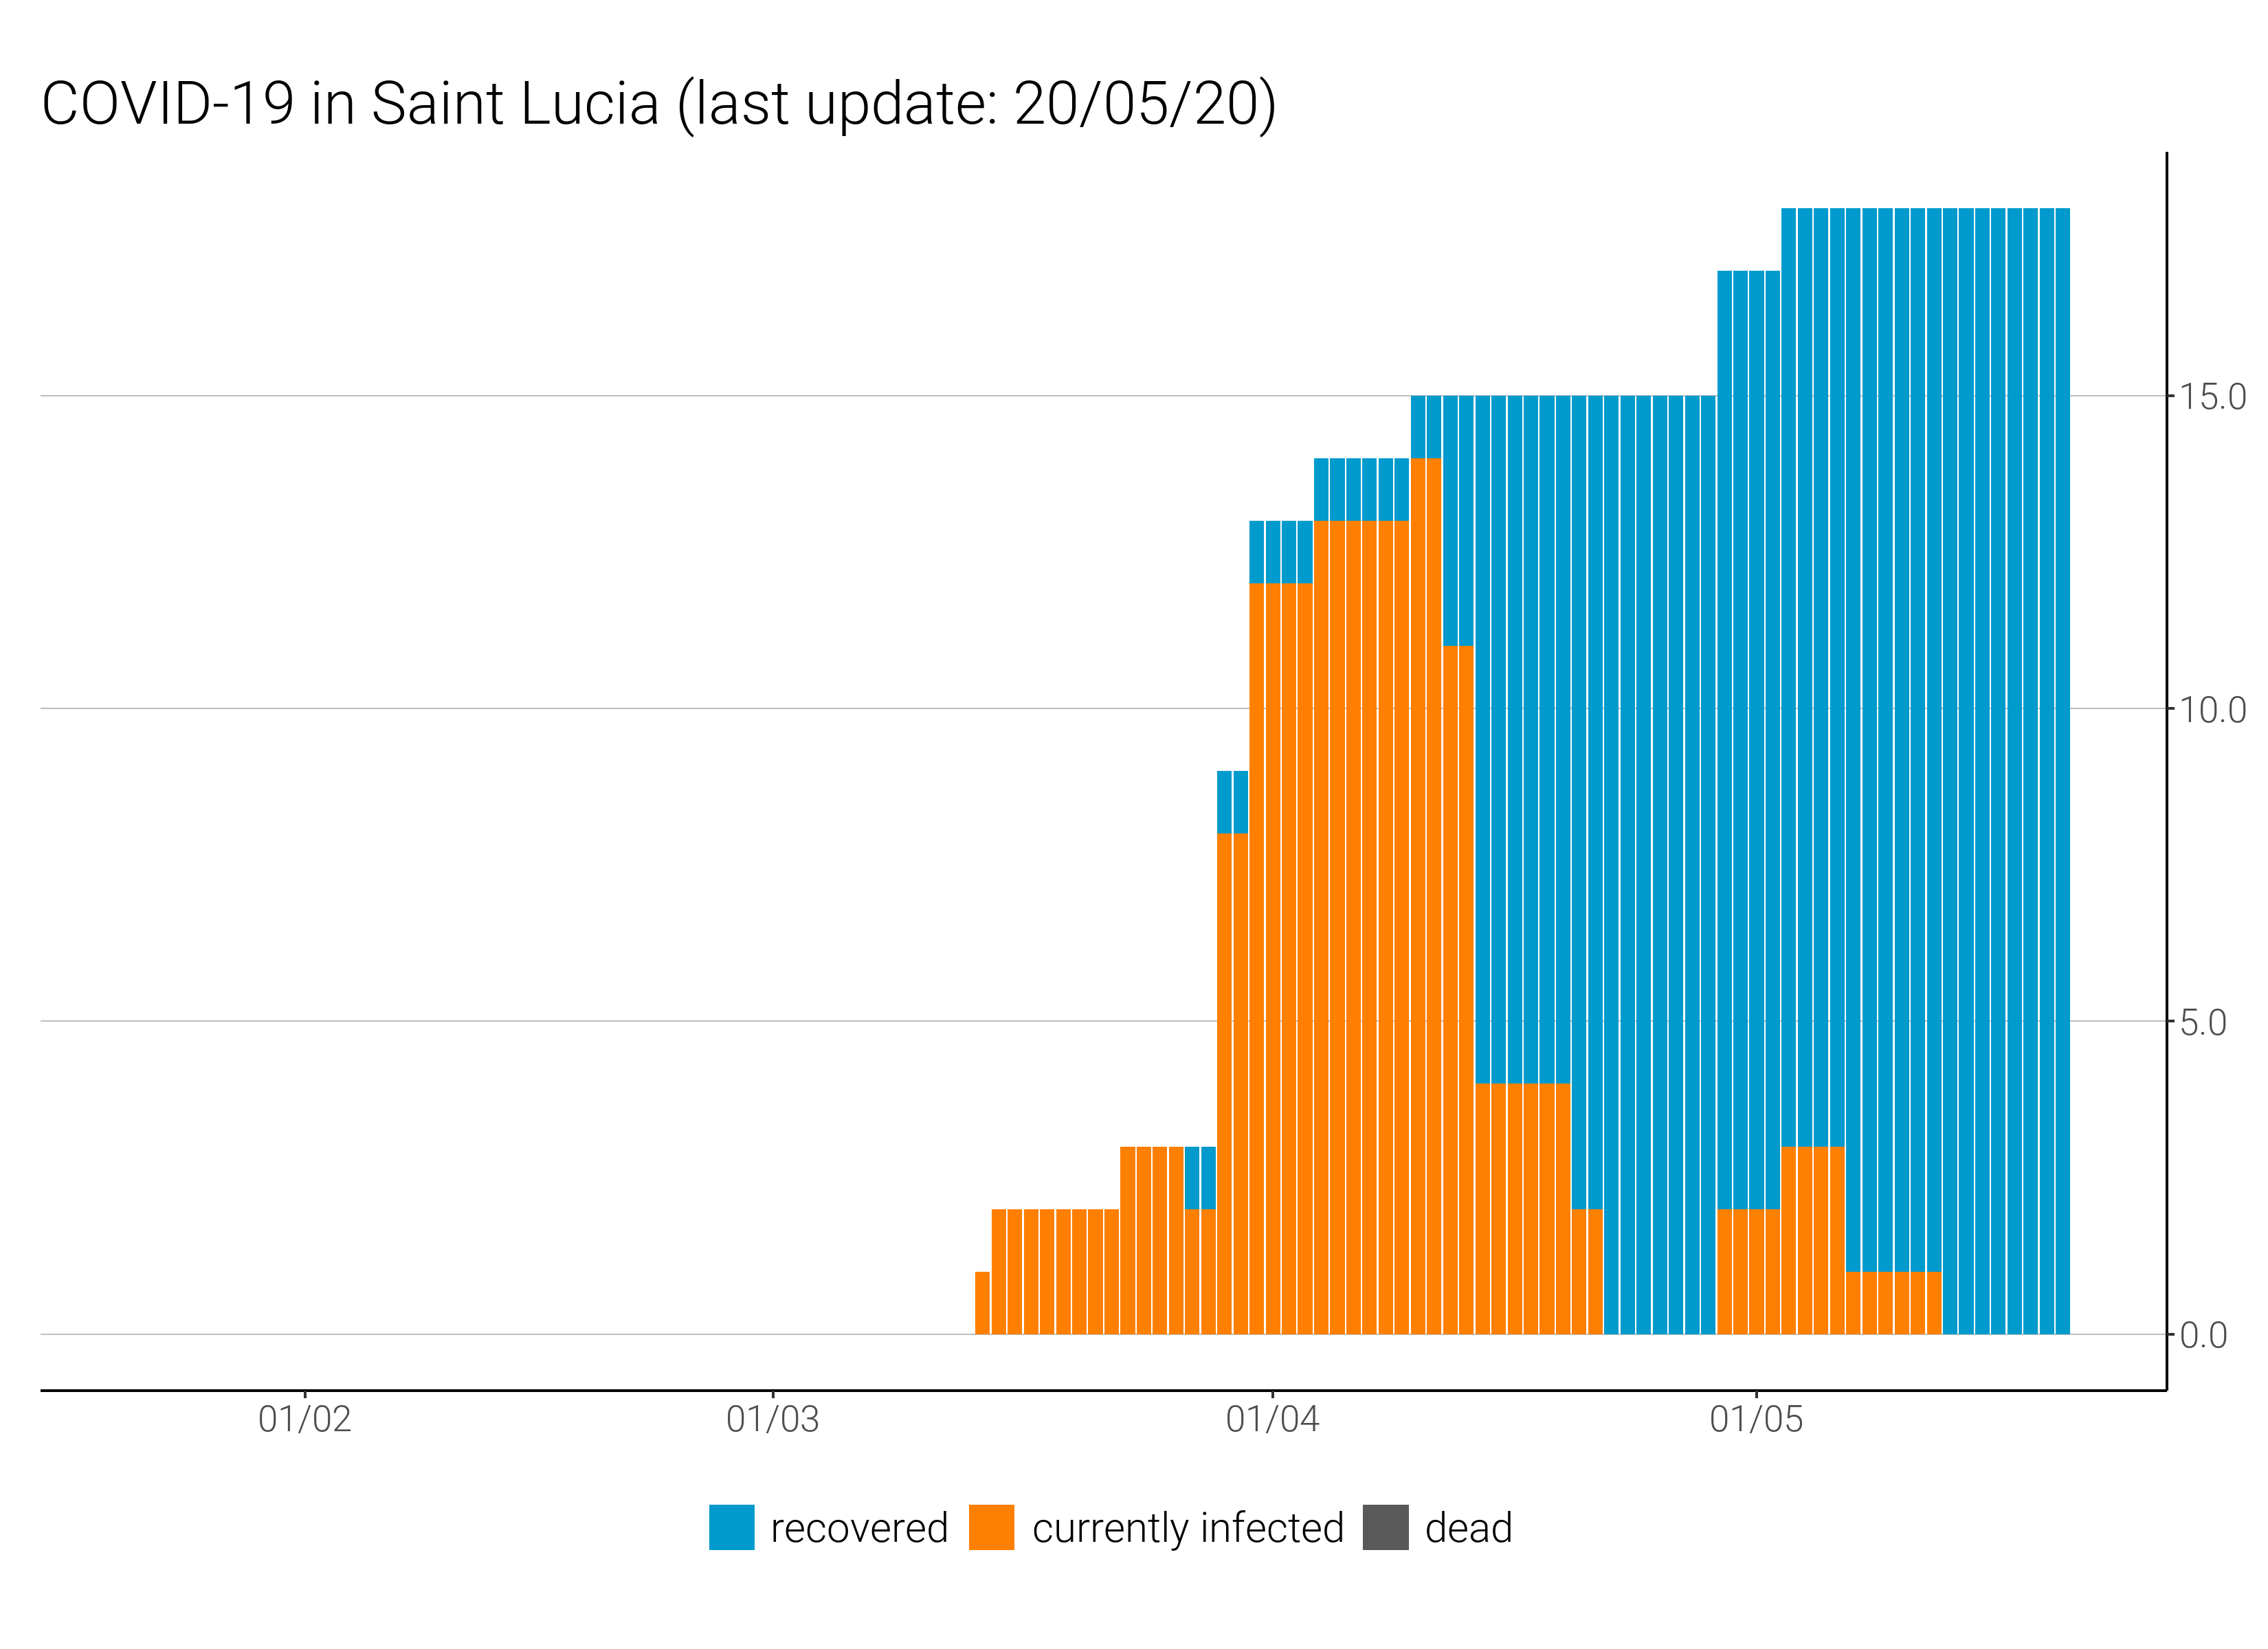 COVID-19 in Saint Lucia (last update: 20/05/20)
15.0
10.0
5.0
0.0
01/02 01/03 01/04 01/05
recovered currently infected dead